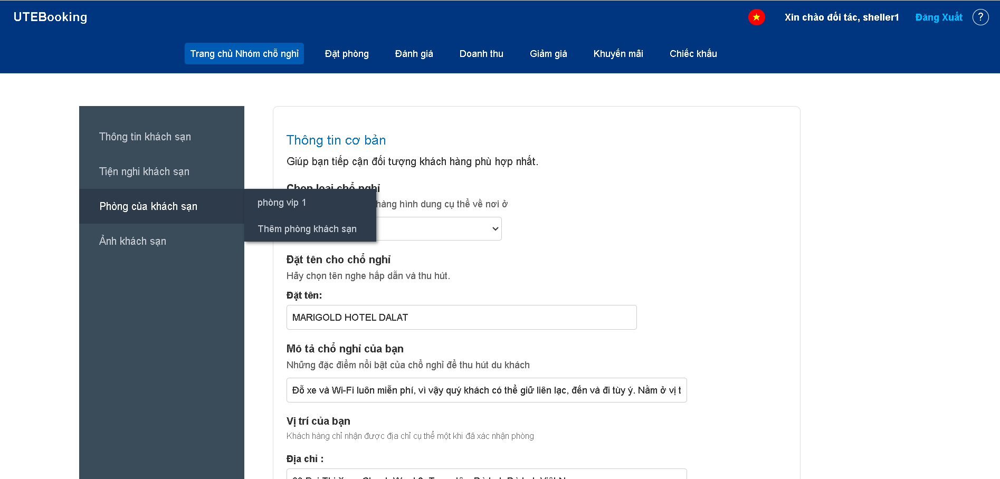 UTEBooking
Xin chào đối tác, sheller1
Đăng Xuất
?
Trang chủ Nhóm chỗ nghỉ
Đặt phòng
Đánh giá
Doanh thu
Giảm giá
Khuyến mãi
Chiếc khấu
Thông tin khách sạn
Tiện nghi khách sạn
Phòng của khách sạn
Ảnh khách sạn
phòng vip 1
Thêm phòng khách sạn
Thông tin cơ bản
Giúp bạn tiếp cận đối tượng khách hàng phù hợp nhất.
Chọn loại chổ nghỉ
hàng hình dung cụ thể về nơi ở
Đặt tên cho chổ nghỉ
Hãy chọn tên nghe hấp dẫn và thu hút.
Đặt tên:
MARIGOLD HOTEL DALAT
Mô tả chổ nghỉ của bạn
Những đặc điểm nổi bật của chổ nghỉ để thu hút du khách
Đỗ xe và Wi-Fi luôn miễn phí, vì vậy quý khách có thể giữ liên lạc, đến và đi tùy ý. Nằm ở vị t
Vị trí của bạn
Khách hàng chỉ nhận được địa chỉ cụ thể một khi đã xác nhận phòng
Địa chỉ :